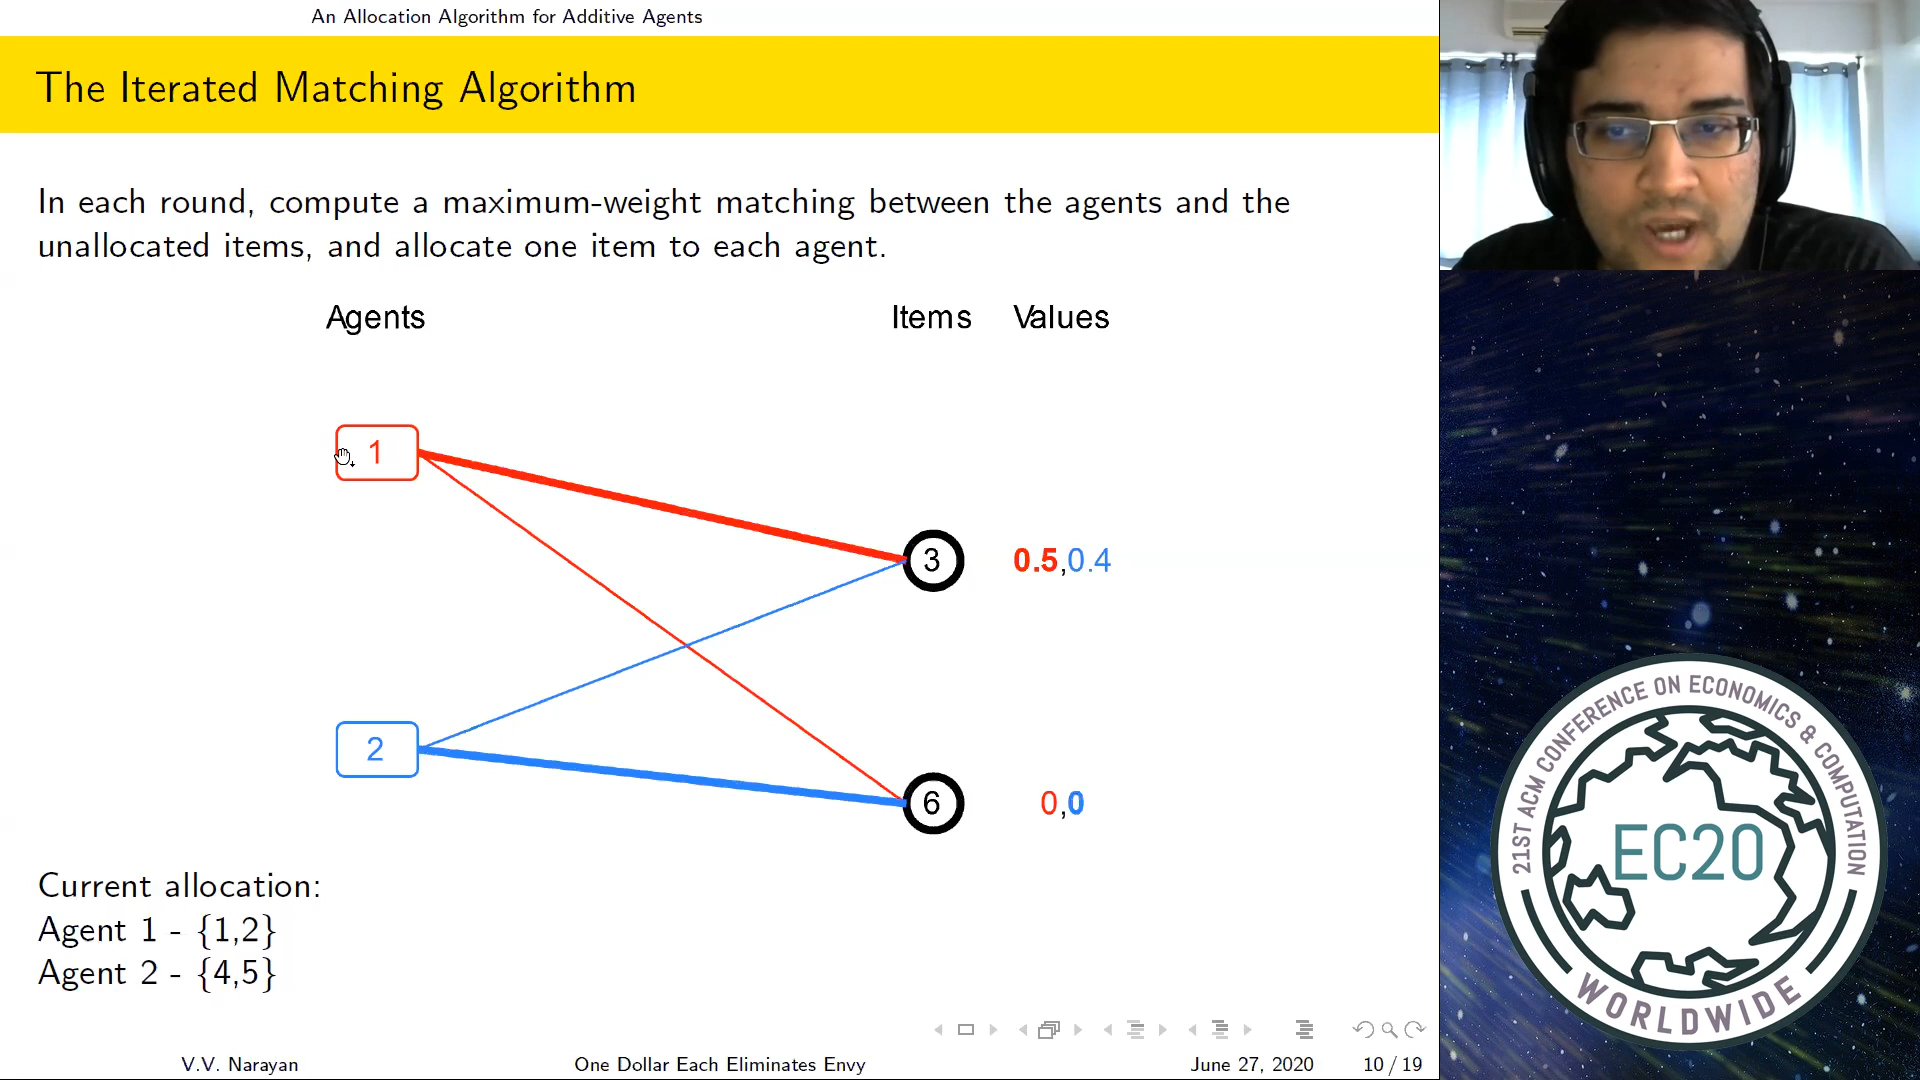 An Allocation Algorithm for Additive Agents
The Iterated Matching Algorithm
In each round, compute a maximum-weight matching between the agents and the
unallocated items, and allocate one item to each agent.
Agents Items Values
1
3 0.5,0.4
2
6 0,0
Current allocation:
Agent 1 - {1,2}
Agent 2 - {4,5}
V.V. Narayan One Dollar Each Eliminates Envy June 27, 2020 10 / 19
21ST ACM CONFERENCE ON ECONOMICS & COMPUTATION
EC20
WORLDWIDE